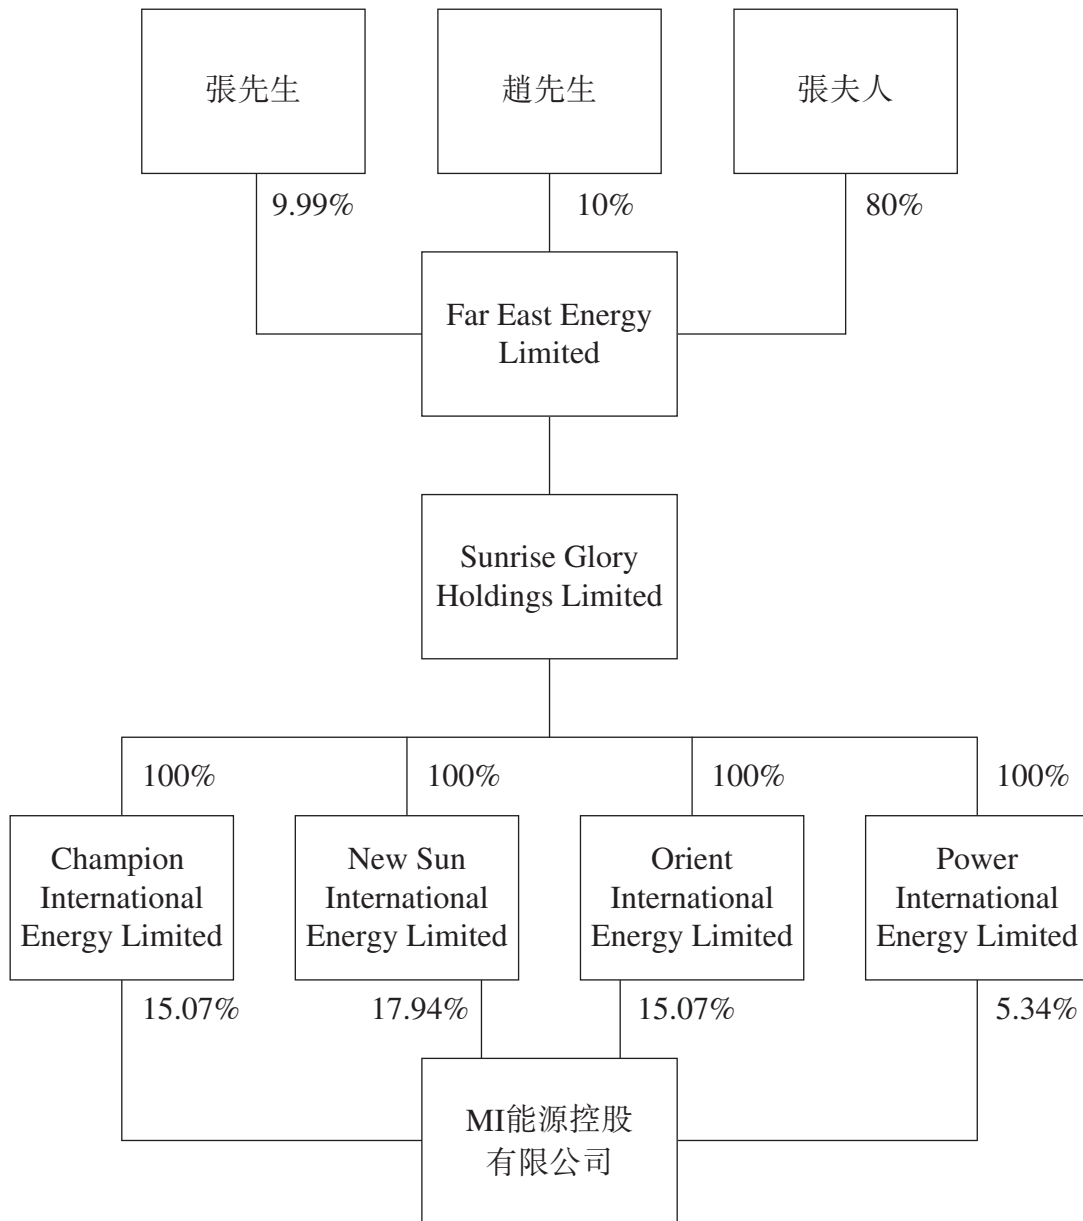 張先生
趙先生
張夫人
9.99%
10%
80%
Far East Energy
Limited
Sunrise Glory
Holdings Limited
100%
100%
100%
100%
Champion
International
Energy Limited
New Sun
International
Energy Limited
Orient
International
Energy Limited
Power
International
Energy Limited
15.07%
17.94%
15.07%
5.34%
MI能源控股
有限公司